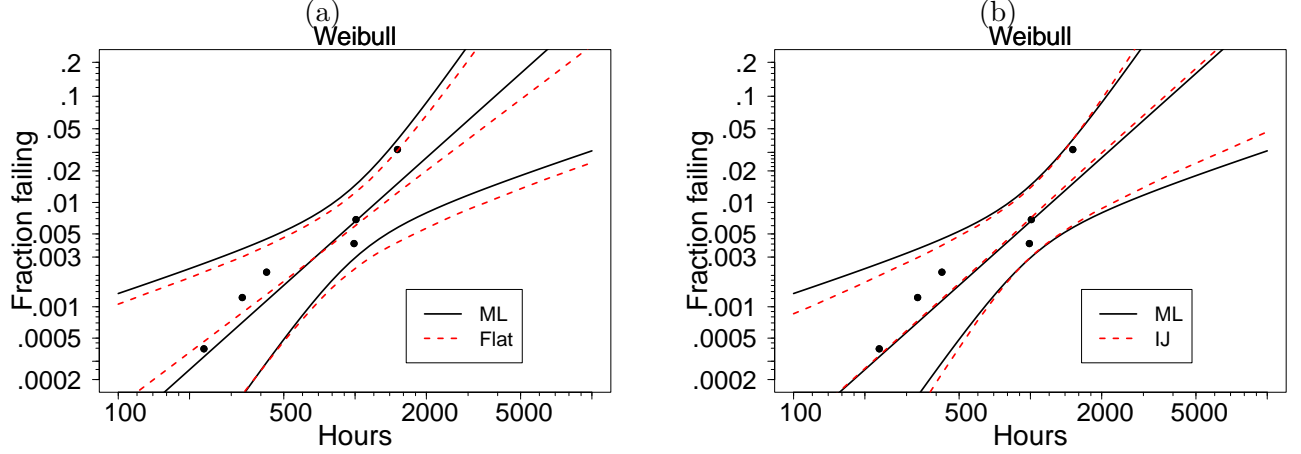 (a)
Weibull
Fraction failing
.2
.1
.05
.02
.01
.005
.003
.001
.0005
.0002
ML
Flat
100 500 2000 5000
Hours
(b)
Weibull
Fraction failing
.2
.1
.05
.02
.01
.005
.003
.001
.0005
.0002
ML
IJ
100 500 2000 5000
Hours